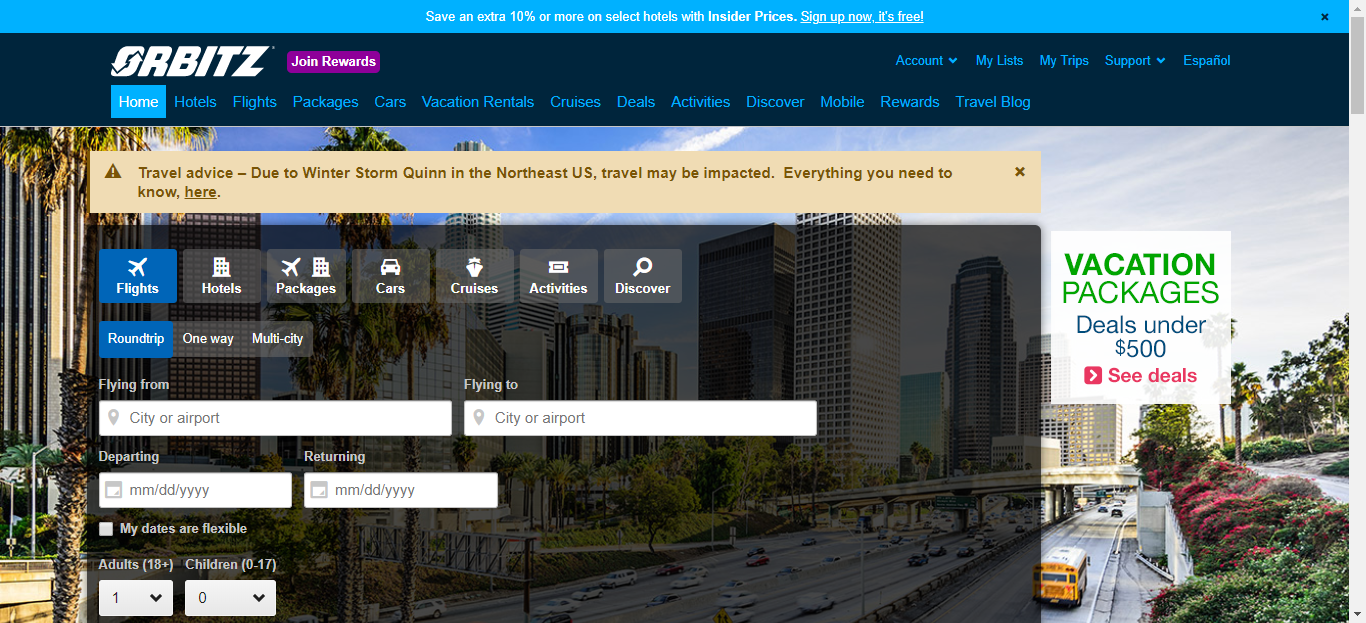 Save an extra 10% or more on select hotels with Insider Prices. Sign up now, it's free!
ORBITZ
Join Rewards
Account My Lists My Trips Support Español
Home Hotels Flights Packages Cars Vacation Rentals Cruises Deals Activities Discover Mobile Rewards Travel Blog
Travel advice – Due to Winter Storm Quinn in the Northeast US, travel may be impacted. Everything you need to
know, here.
Flights Hotels Packages Cars Cruises Activities Discover
Roundtrip One way Multi-city
Flying from Flying to
City or airport City or airport
Departing Returning
mm/dd/yyyy mm/dd/yyyy
My dates are flexible
Adults (18+) Children (0-17)
1 0
VACATION
PACKAGES
Deals under
$500
See deals